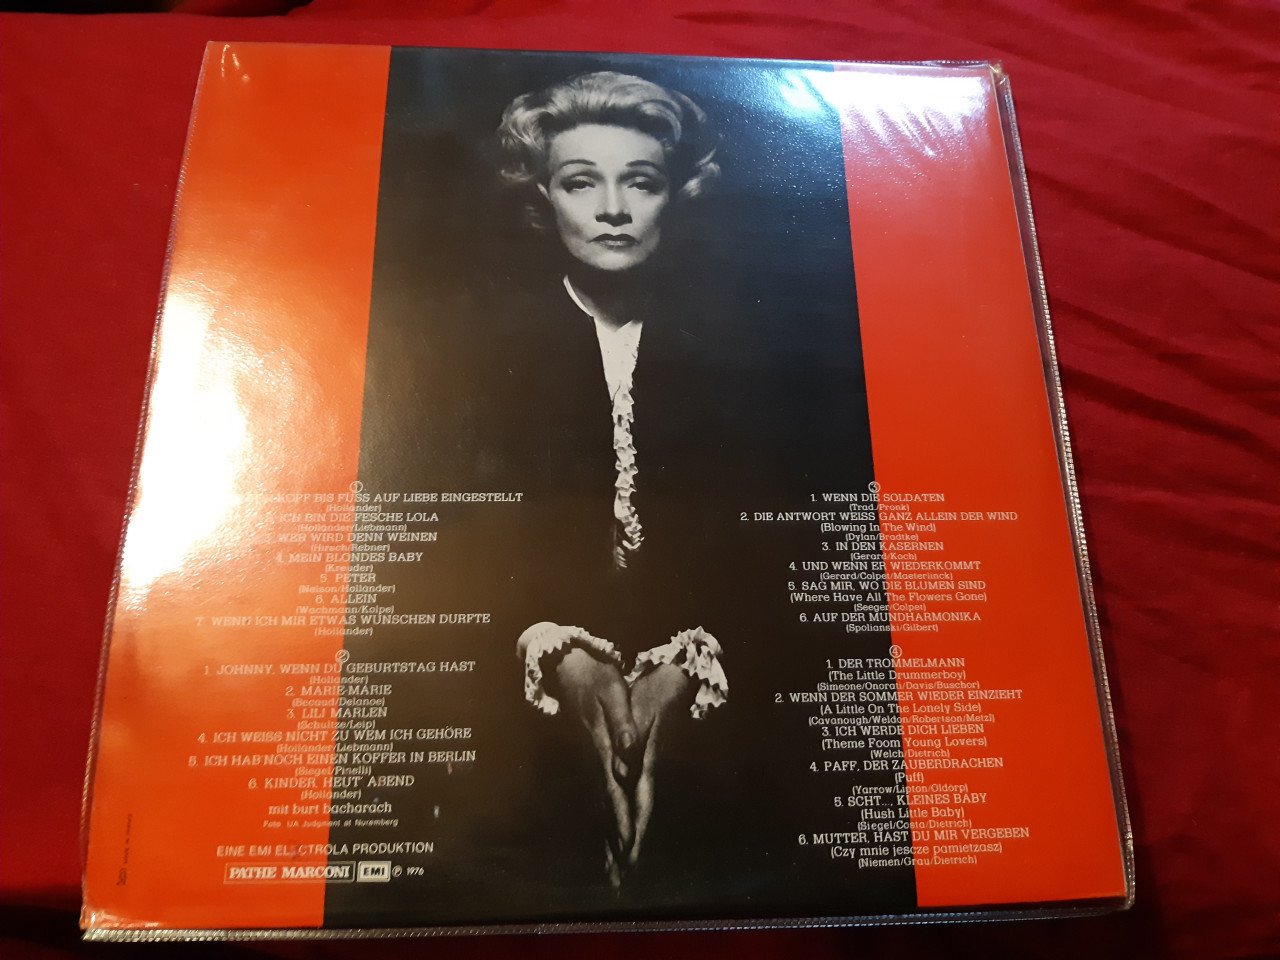 ①
KOPF BIS FUSS AUF LIEBE EINGESTELLT
(Hollander)
ICH BIN DIE FESCHE LOLA
(Hollander/Liebmann)
3. WER WIRD DENN WEINEN
(Hirsch/Rebner)
4. MEIN BLONDES BABY
(Kreuder)
5. PETER
(Nelson/Hollander)
6. ALLEIN
(Wachmann/Kolpe)
7. WENN ICH MIR ETWAS WÜNSCHEN DURFTE
(Hollander)
②
1. JOHNNY, WENN DU GEBURTSTAG HAST
(Hollander)
2. MARIE-MARIE
(Becaud/Delanoe)
3. LILI MARLEN
(Schultze/Leip)
4. ICH WEISS NICHT ZU WEM ICH GEHÖRE
(Hollander/Liebmann)
5. ICH HAB' NOCH EINEN KOFFER IN BERLIN
(Siegel/Pinelli)
6. KINDER, HEUT' ABEND
(Hollander)
mit burt bacharach
Foto UA Judgment at Nuremberg
EINE EMI ELECTROLA PRODUKTION
PATHE MARCONI EMI ℗ 1976
③
1. WENN DIE SOLDATEN
(Trad./Pronk)
2. DIE ANTWORT WEISS GANZ ALLEIN DER WIND
(Blowing In The Wind)
(Dylan/Bradtke)
3. IN DEN KASERNEN
(Gerard/Koch)
4. UND WENN ER WIEDERKOMMT
(Gerard/Colpet/Maeterlinck)
5. SAG MIR, WO DIE BLUMEN SIND
(Where Have All The Flowers Gone)
(Seeger/Colpet)
6. AUF DER MUNDHARMONIKA
(Spolianski/Gilbert)
④
1. DER TROMMELMANN
(The Little Drummerboy)
(Simeone/Onorati/Davis/Buschor)
2. WENN DER SOMMER WIEDER EINZIEHT
(A Little On The Lonely Side)
(Cavanough/Weldon/Robertson/Metzl)
3. ICH WERDE DICH LIEBEN
(Theme Foom Young Lovers)
(Welch/Dietrich)
4. PAFF, DER ZAUBERDRACHEN
(Puff)
(Yarrow/Lipton/Oldorp)
5. SCHT..., KLEINES BABY
(Hush Little Baby)
(Siegel/Costa/Dietrich)
6. MUTTER, HAST DU MIR VERGEBEN
(Czy mnie jescze pamietzasz)
(Niemen/Grau/Dietrich)